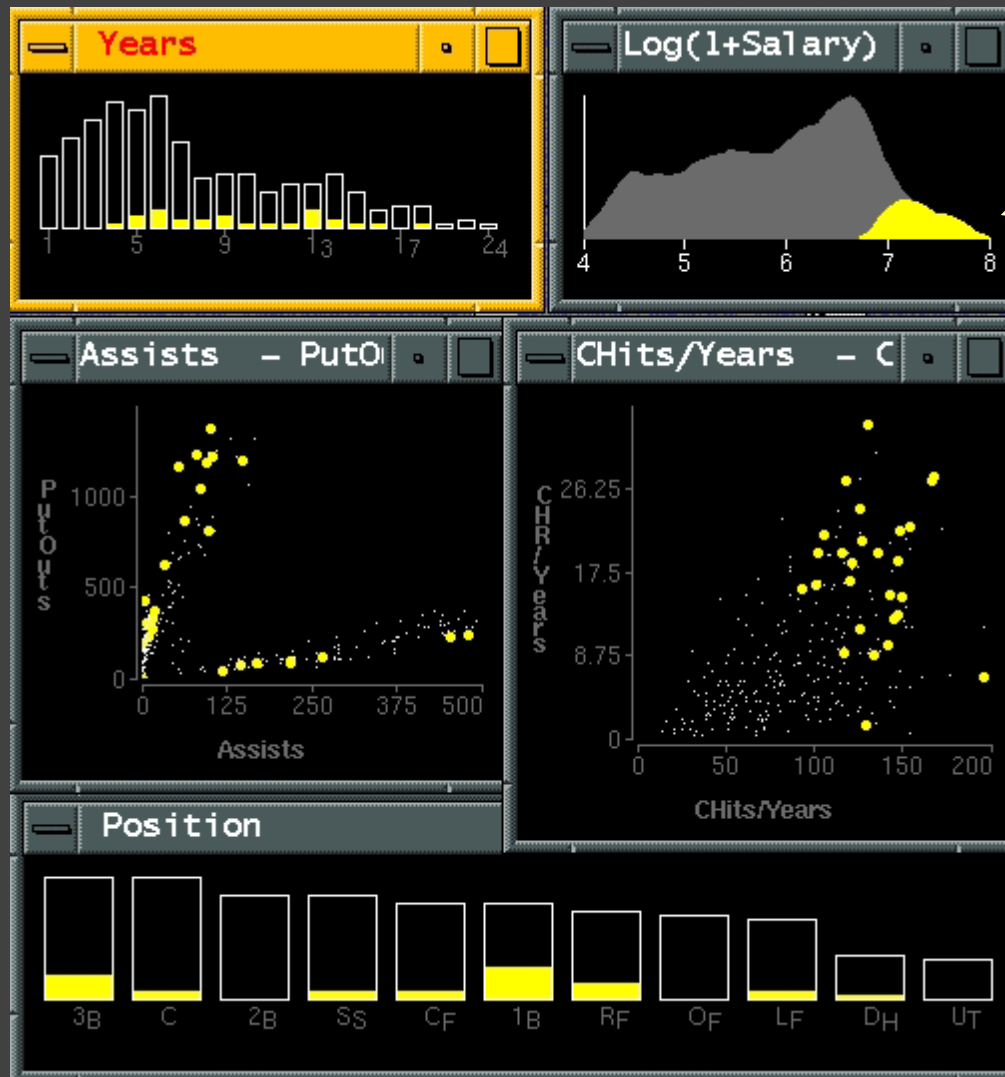 Years
Log(1+Salary)
1 5 9 13 17 24
4 5 6 7 8
Assists - PutO
CHits/Years - C
PutOuts
1000
500
0
0 125 250 375 500
Assists
CHR/Years
26.25
17.5
8.75
0
0 50 100 150 200
CHits/Years
Position
3B C 2B SS CF 1B RF OF LF DH UT